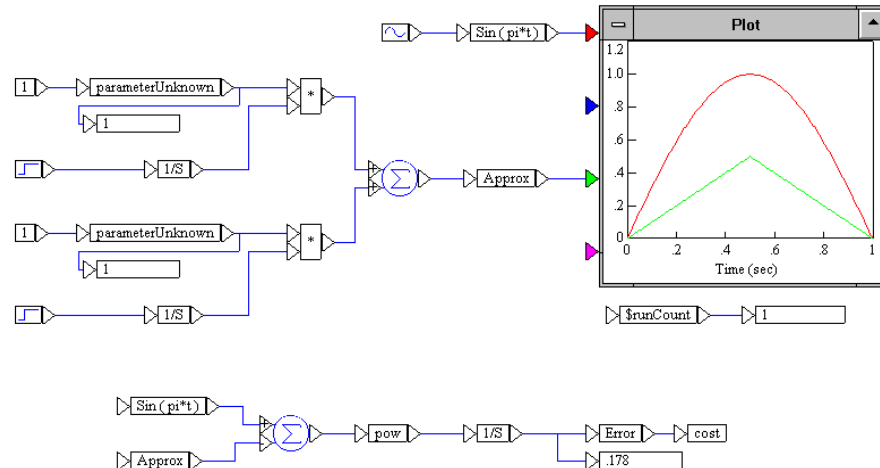 Sin ( pi*t)
Plot
1.2
1.0
.8
.6
.4
.2
0
0 .2 .4 .6 .8 1
Time (sec)
1 parameterUnknown *
1
1/S
Σ Approx
1 parameterUnknown *
1
1/S
$runCount 1
Sin ( pi*t)
Σ pow 1/S Error cost
Approx .178